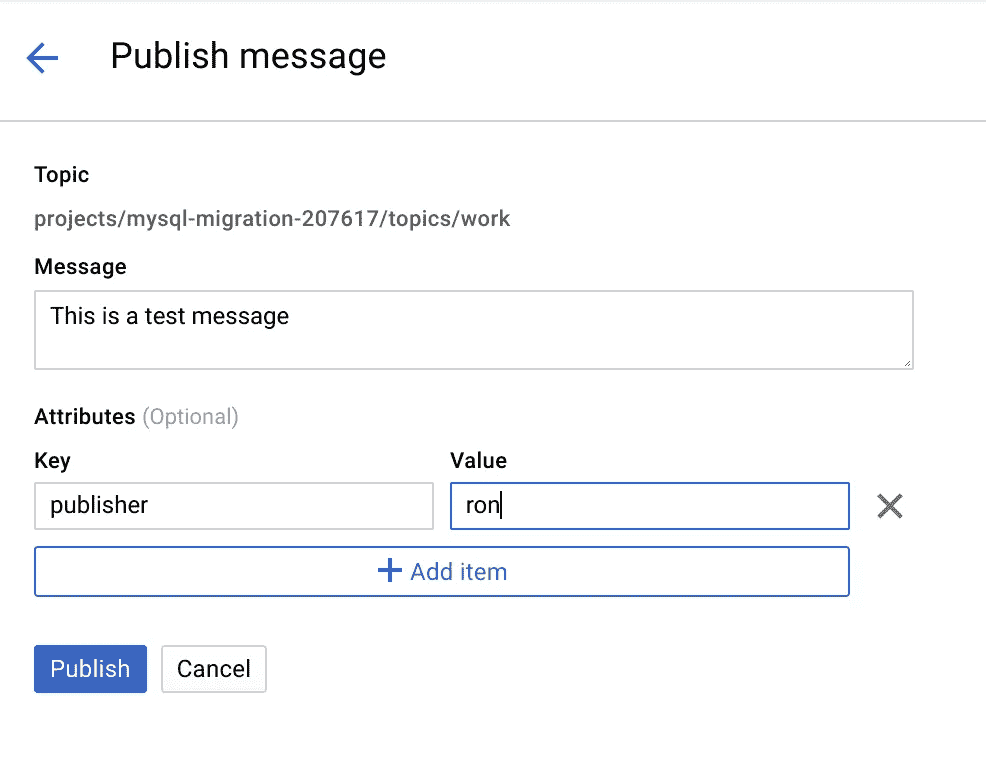 Publish message
Topic
projects/mysql-migration-207617/topics/work
Message
This is a test message
Attributes (Optional)
Key Value
publisher ron
Add item
Publish Cancel